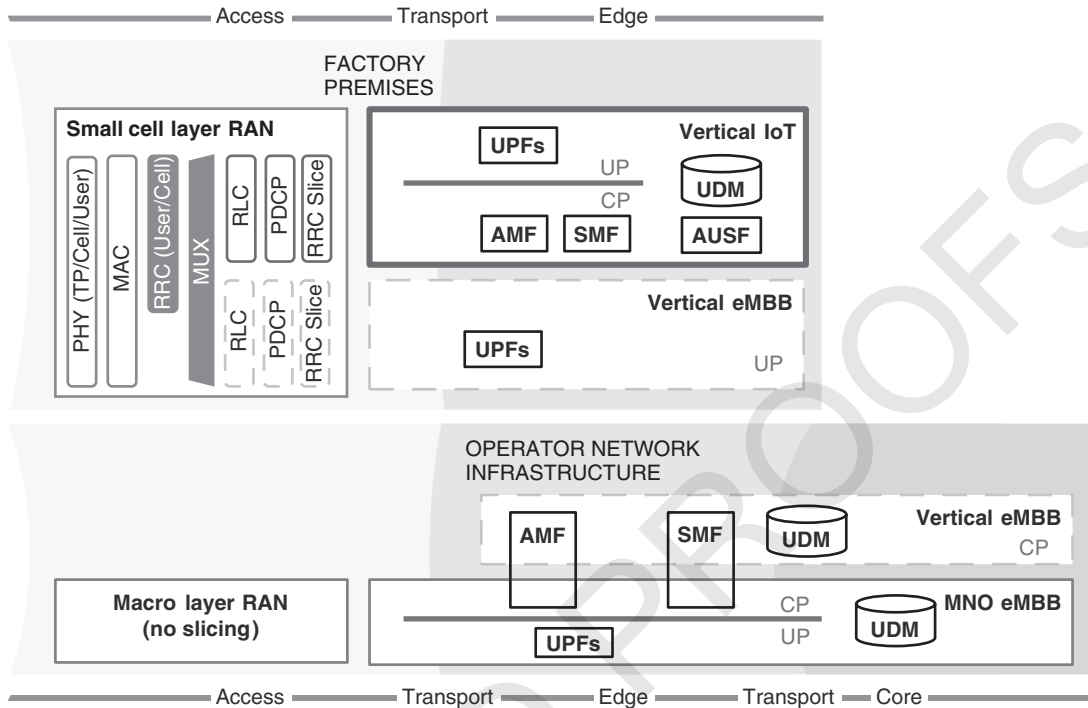 Access Transport Edge
FACTORY
PREMISES
Small cell layer RAN
PHY (TP/Cell/User)
MAC
RRC (User/Cell)
MUX
RLC
PDCP
RRC Slice
RLC
PDCP
RRC Slice
Vertical IoT
UPFs
UP
CP
UDM
AMF SMF AUSF
Vertical eMBB
UPFs
UP
OPERATOR NETWORK
INFRASTRUCTURE
Vertical eMBB
CP
AMF SMF UDM
Macro layer RAN
(no slicing)
MNO eMBB
CP
UP
UDM
UPFs
Access Transport Edge Transport Core
PROOFS